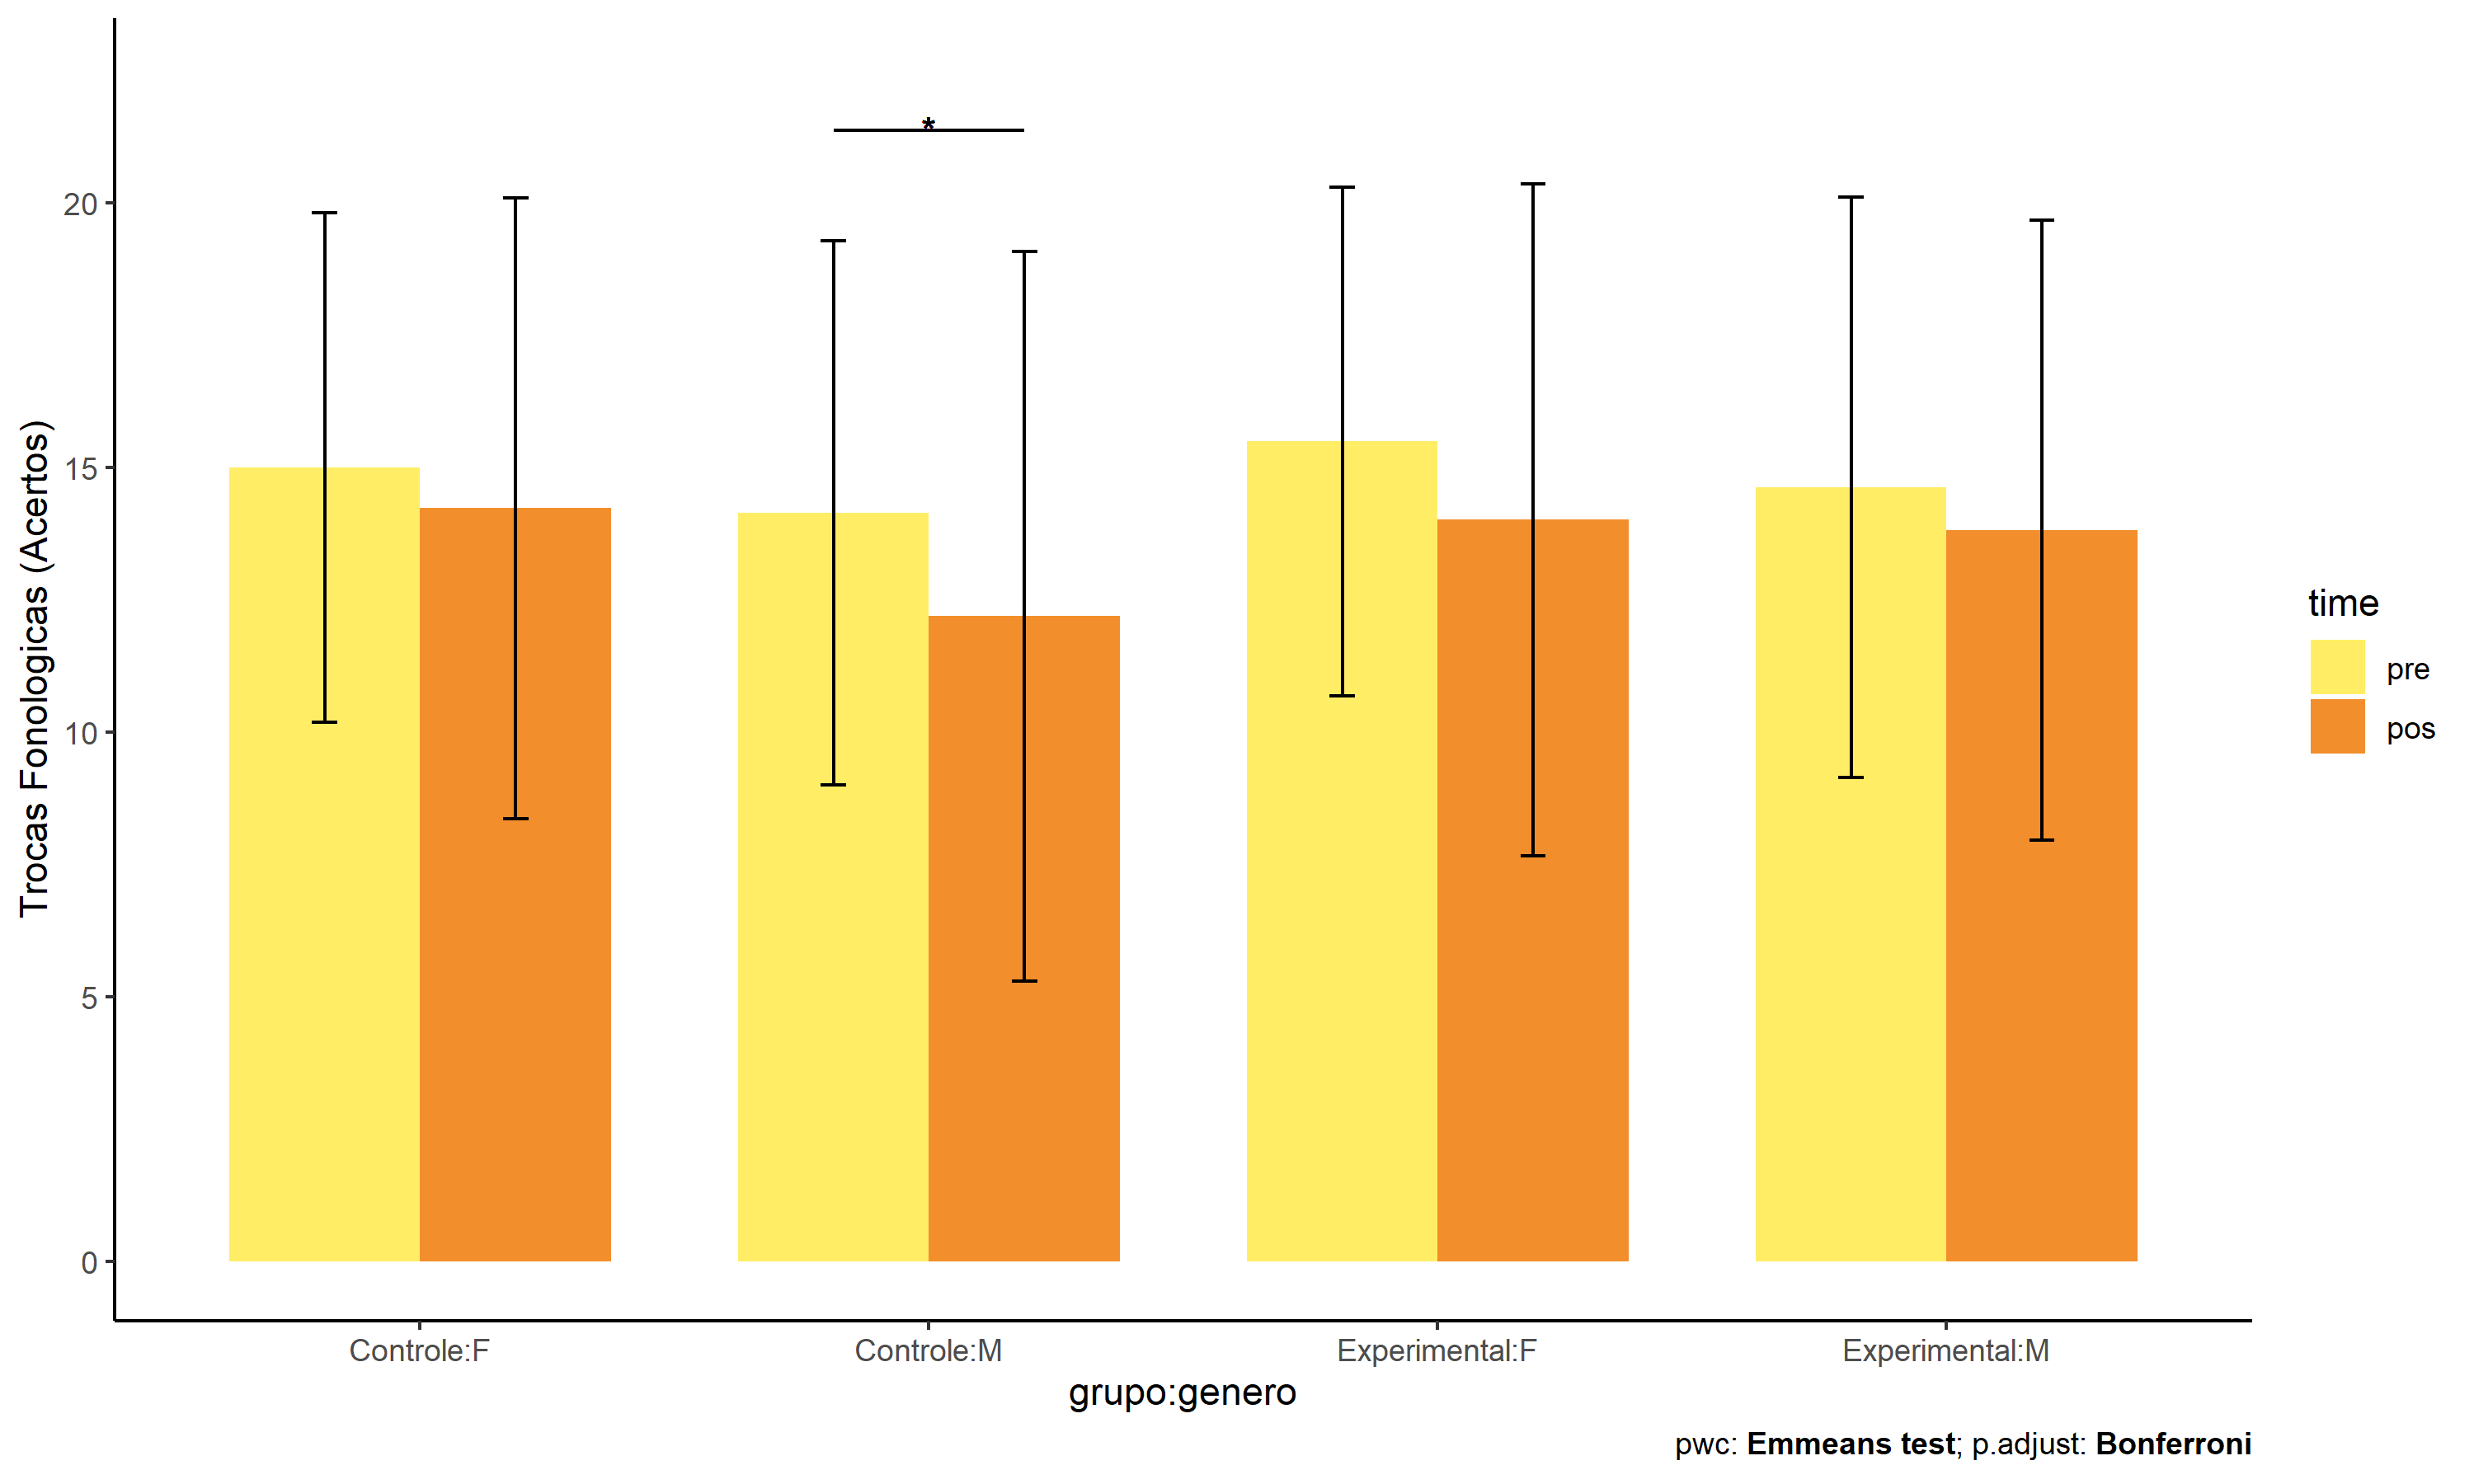 *
20
15
10
5
0
Trocas Fonologicas (Acertos)
Controle:F
Controle:M
Experimental:F
Experimental:M
grupo:genero
time
pre
pos
pwc: Emmeans test; p.adjust: Bonferroni